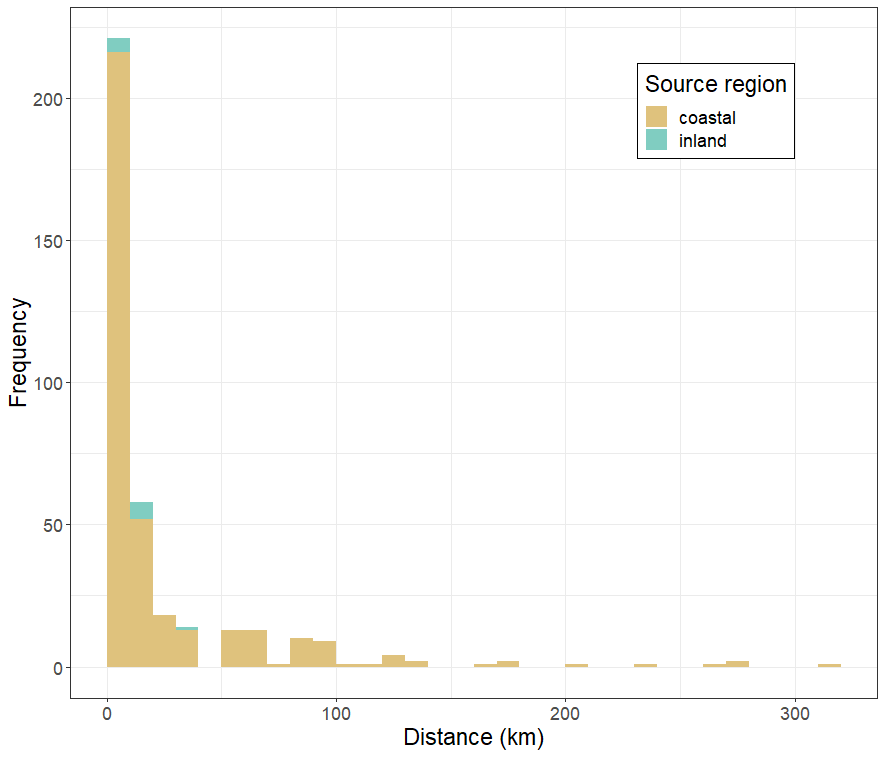 Source region
coastal
inland
Frequency
200
150
100
50
0
0 100 200 300
Distance (km)